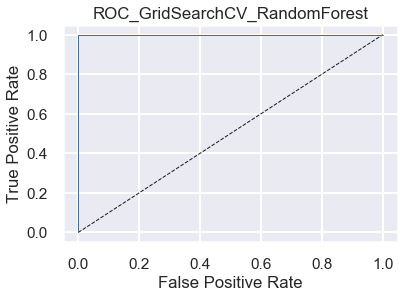 ROC_GridSearchCV_RandomForest
True Positive Rate
1.0
0.8
0.6
0.4
0.2
0.0
0.0 0.2 0.4 0.6 0.8 1.0
False Positive Rate